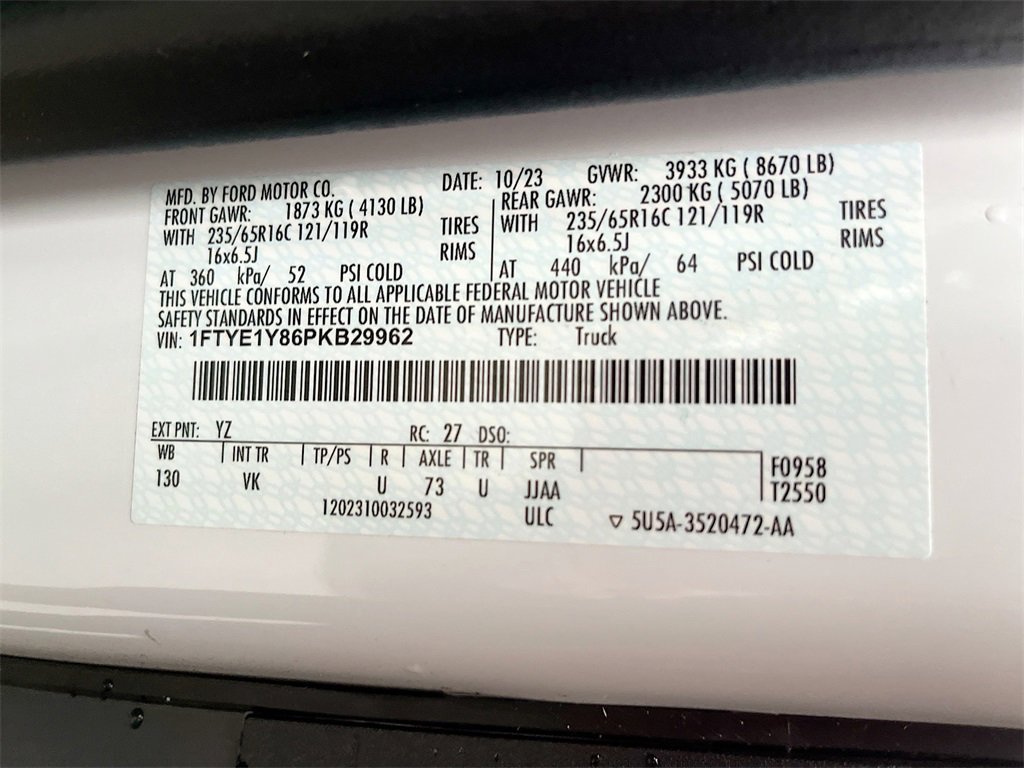 MFD. BY FORD MOTOR CO. DATE: 10/23 GVWR: 3933 KG ( 8670 LB)
FRONT GAWR: 1873 KG ( 4130 LB) REAR GAWR: 2300 KG ( 5070 LB)
WITH 235/65R16C 121/119R TIRES WITH 235/65R16C 121/119R TIRES
16x6.5J RIMS 16x6.5J RIMS
AT 360 kPa/ 52 PSI COLD AT 440 kPa/ 64 PSI COLD
THIS VEHICLE CONFORMS TO ALL APPLICABLE FEDERAL MOTOR VEHICLE
SAFETY STANDARDS IN EFFECT ON THE DATE OF MANUFACTURE SHOWN ABOVE.
VIN: 1FTYE1Y86PKB29962 TYPE: Truck
EXT PNT: YZ RC: 27 DSO:
WB INT TR TP/PS R AXLE TR SPR F0958
130 VK U 73 U JJAA T2550
1202310032593 ULC ▽ 5U5A-3520472-AA